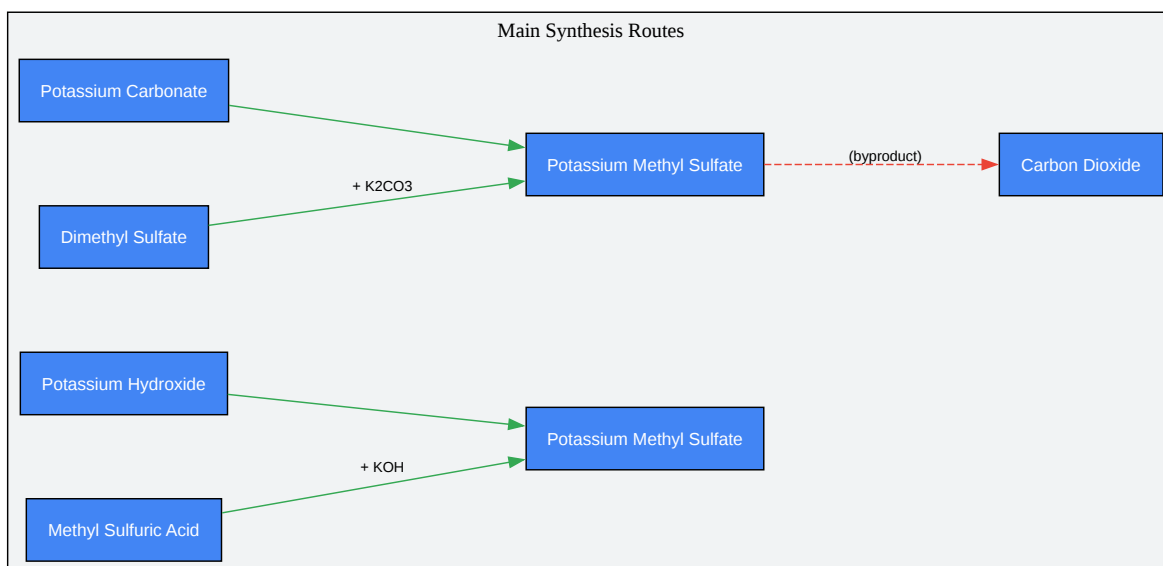 Main Synthesis Routes
Potassium Carbonate
Potassium Methyl Sulfate
(byproduct)
Carbon Dioxide
+ K2CO3
Dimethyl Sulfate
Potassium Hydroxide
Potassium Methyl Sulfate
+ KOH
Methyl Sulfuric Acid